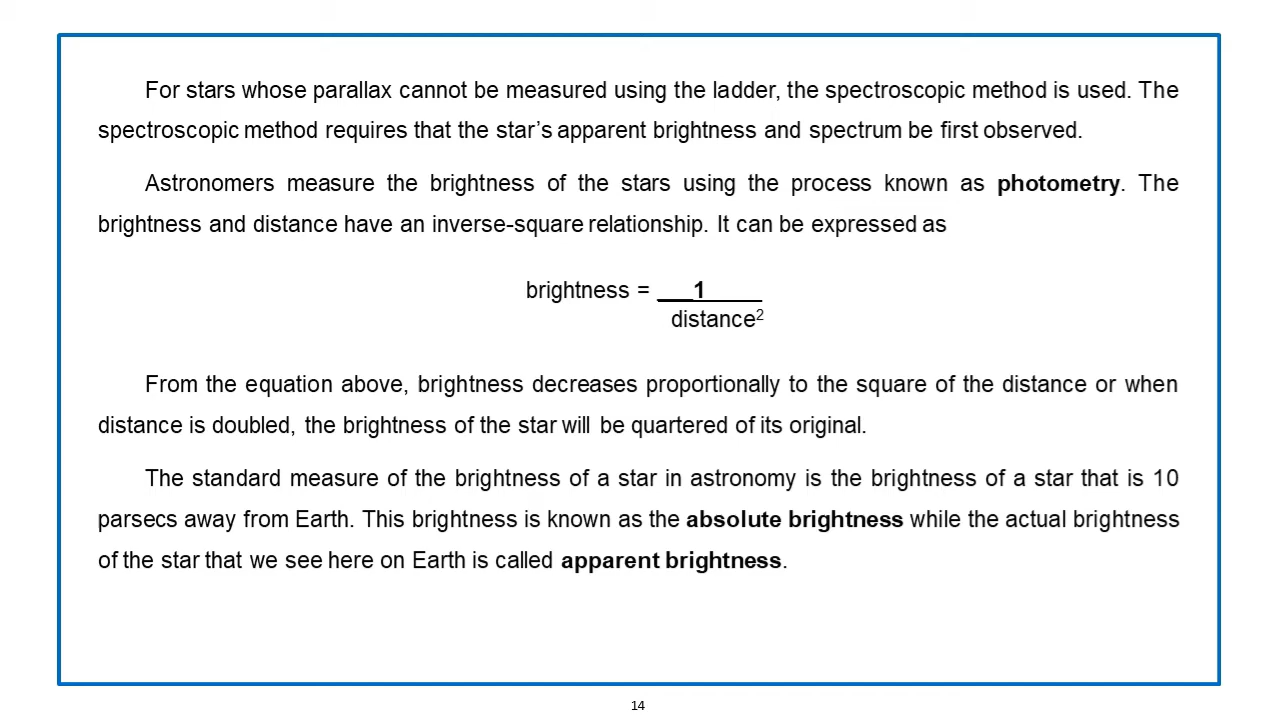 For stars whose parallax cannot be measured using the ladder, the spectroscopic method is used. The
spectroscopic method requires that the star’s apparent brightness and spectrum be first observed.
Astronomers measure the brightness of the stars using the process known as photometry. The
brightness and distance have an inverse-square relationship. It can be expressed as
brightness = ___1_____
distance²
From the equation above, brightness decreases proportionally to the square of the distance or when
distance is doubled, the brightness of the star will be quartered of its original.
The standard measure of the brightness of a star in astronomy is the brightness of a star that is 10
parsecs away from Earth. This brightness is known as the absolute brightness while the actual brightness
of the star that we see here on Earth is called apparent brightness.
14